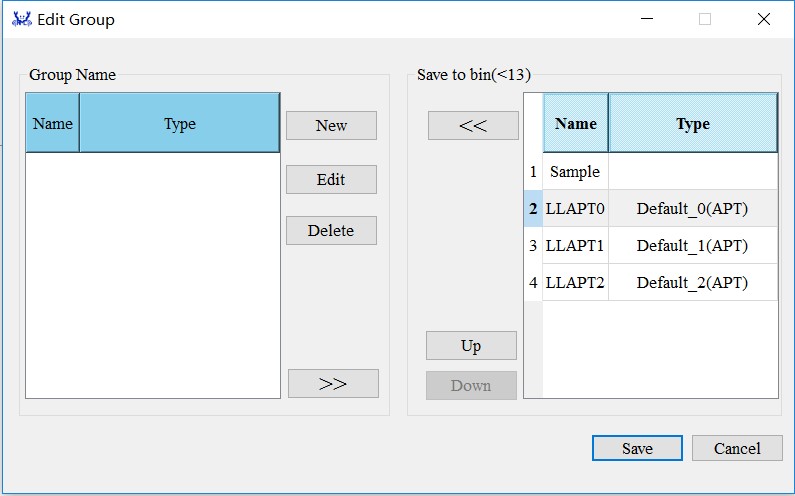 Edit Group
Group Name
Save to bin(<13)
Name Type
New
Edit
Delete
>>
<<
Up
Down
Name Type
1 Sample
2 LLAPT0 Default_0(APT)
3 LLAPT1 Default_1(APT)
4 LLAPT2 Default_2(APT)
Save
Cancel